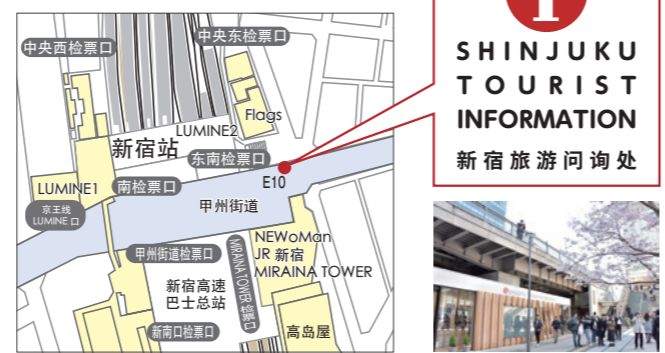 中央西检票口
中央东检票口
Flags
LUMINE2
新宿站
东南检票口
LUMINE1
南检票口
E10
京王线
LUMINE 口
甲州街道
甲州街道检票口
MIRAINA TOWER 检票口
NEWoMan
JR 新宿
MIRAINA TOWER
新宿高速
巴士总站
新南口检票口
高岛屋
SHINJUKU
TOURIST
INFORMATION
新宿旅游问询处